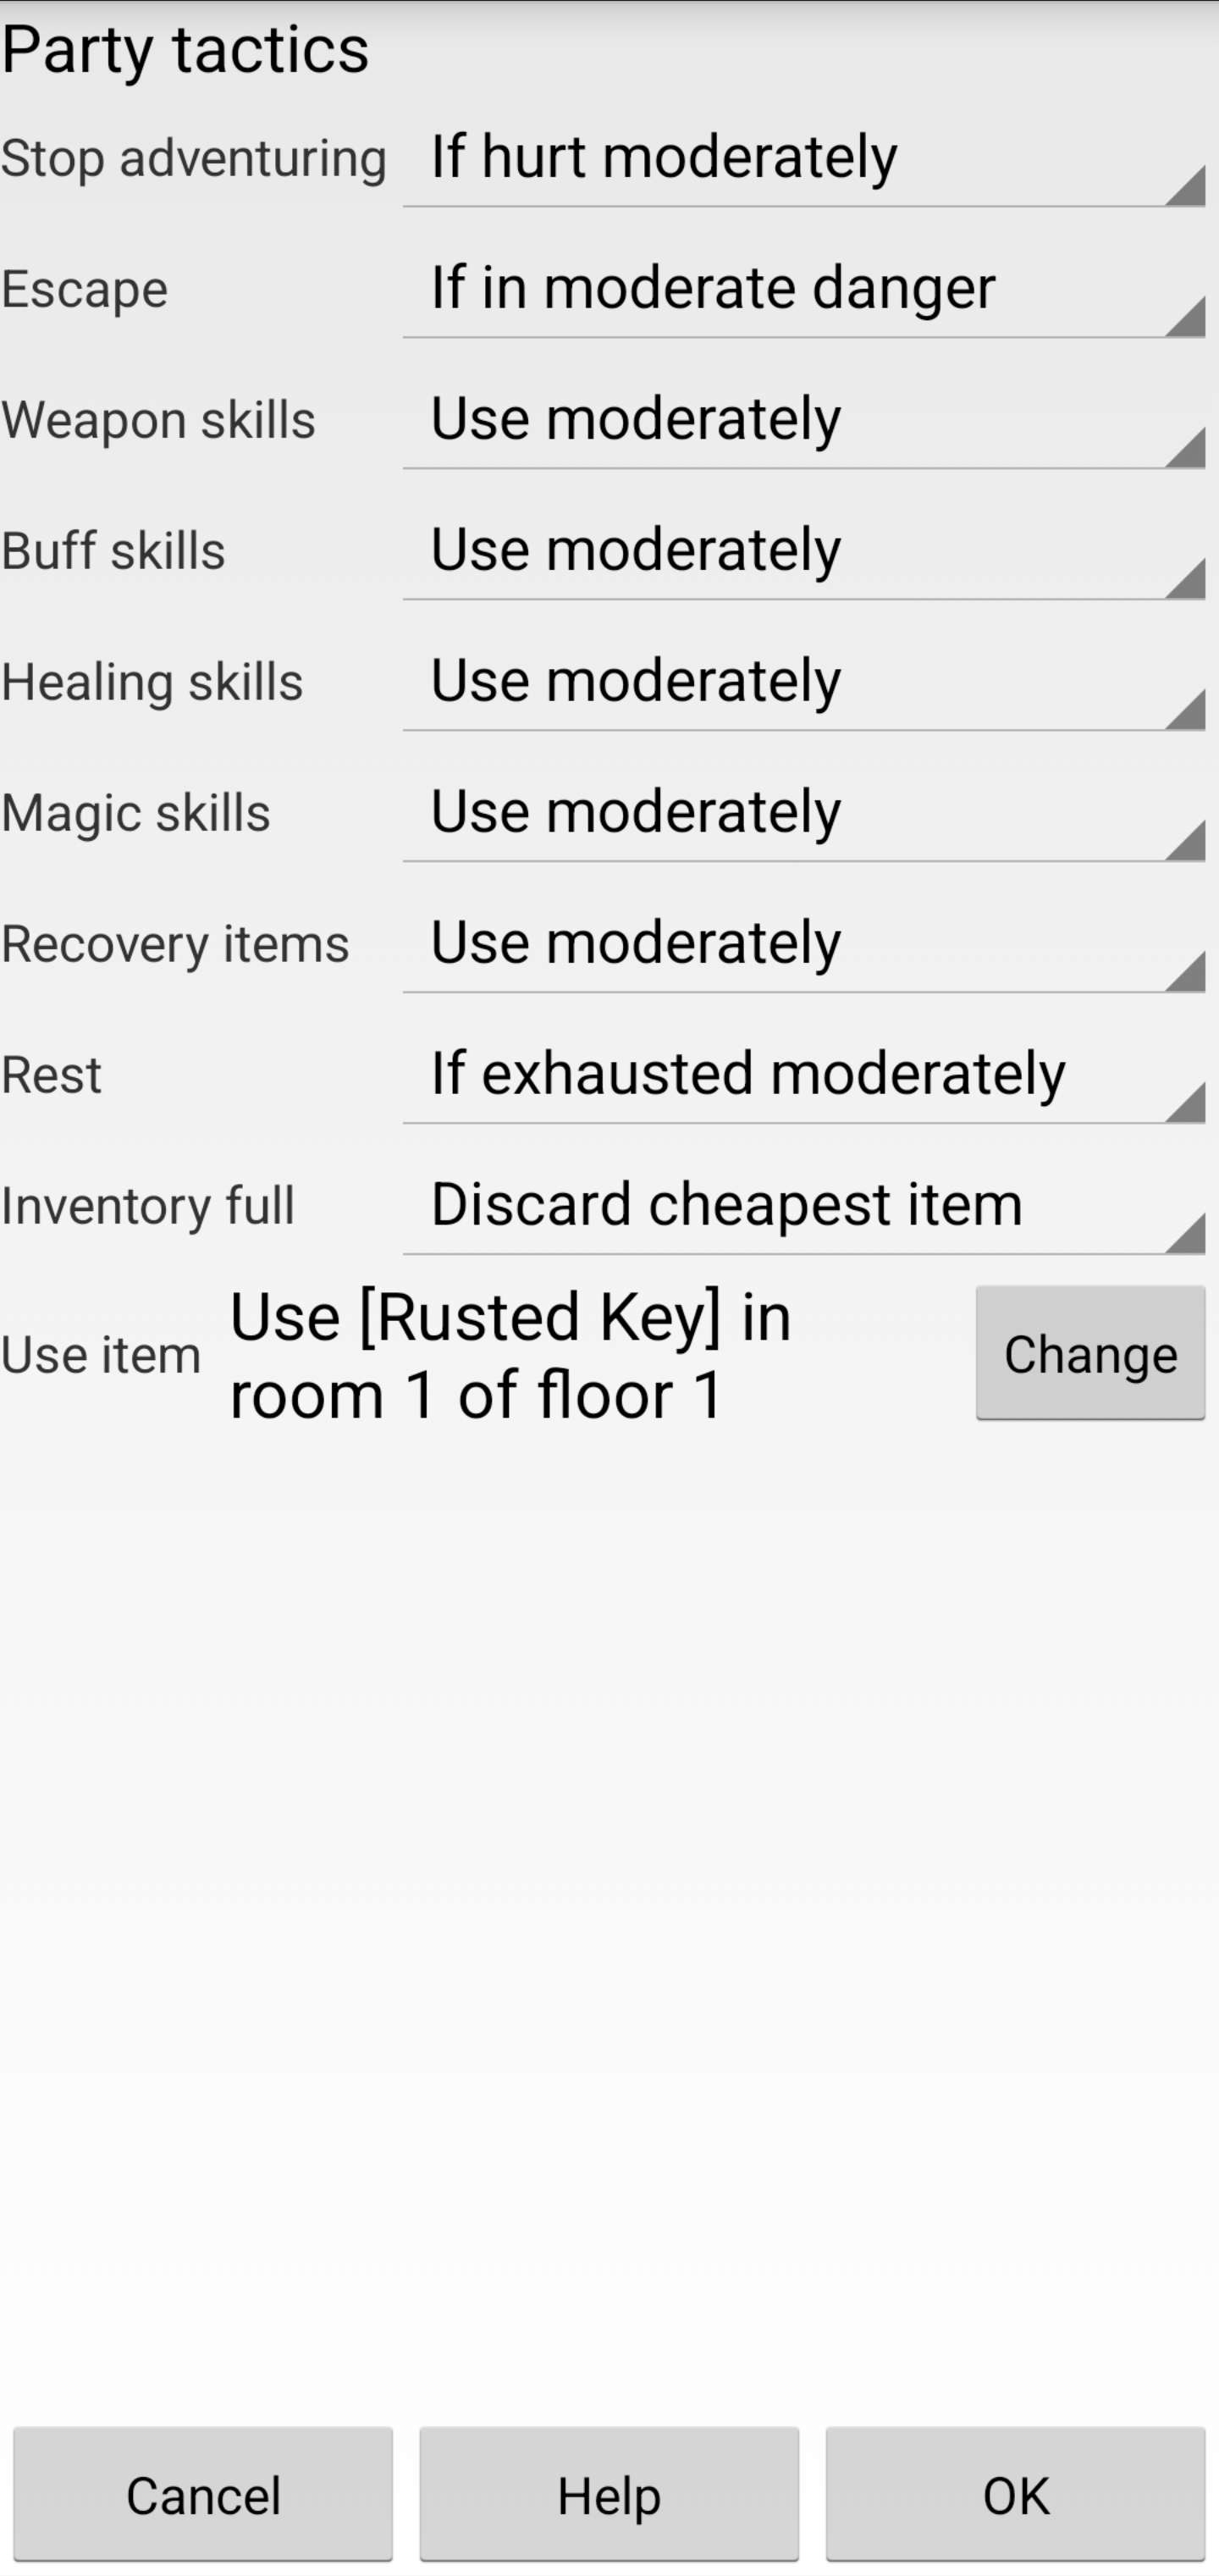 Party tactics
Stop adventuring If hurt moderately
Escape If in moderate danger
Weapon skills Use moderately
Buff skills Use moderately
Healing skills Use moderately
Magic skills Use moderately
Recovery items Use moderately
Rest If exhausted moderately
Inventory full Discard cheapest item
Use item Use [Rusted Key] in
room 1 of floor 1
Change
Cancel Help OK